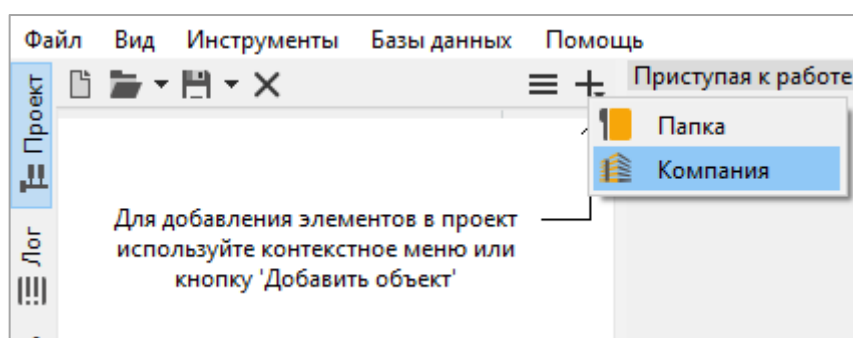 Файл Вид Инструменты Базы данных Помощь
Приступая к работе
Проект
Папка
Компания
Для добавления элементов в проект
используйте контекстное меню или
кнопку 'Добавить объект'
Лог